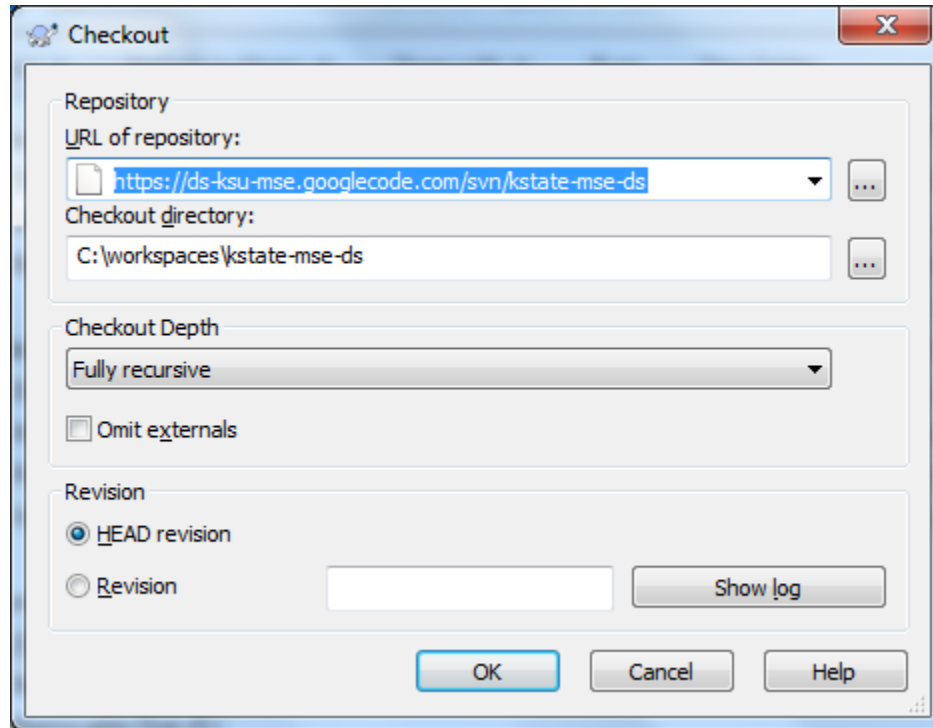 Checkout
Repository
URL of repository:
https://ds-ksu-mse.googlecode.com/svn/kstate-mse-ds
...
Checkout directory:
C:\workspaces\kstate-mse-ds
...
Checkout Depth
Fully recursive
Omit externals
Revision
HEAD revision
Revision
Show log
OK Cancel Help